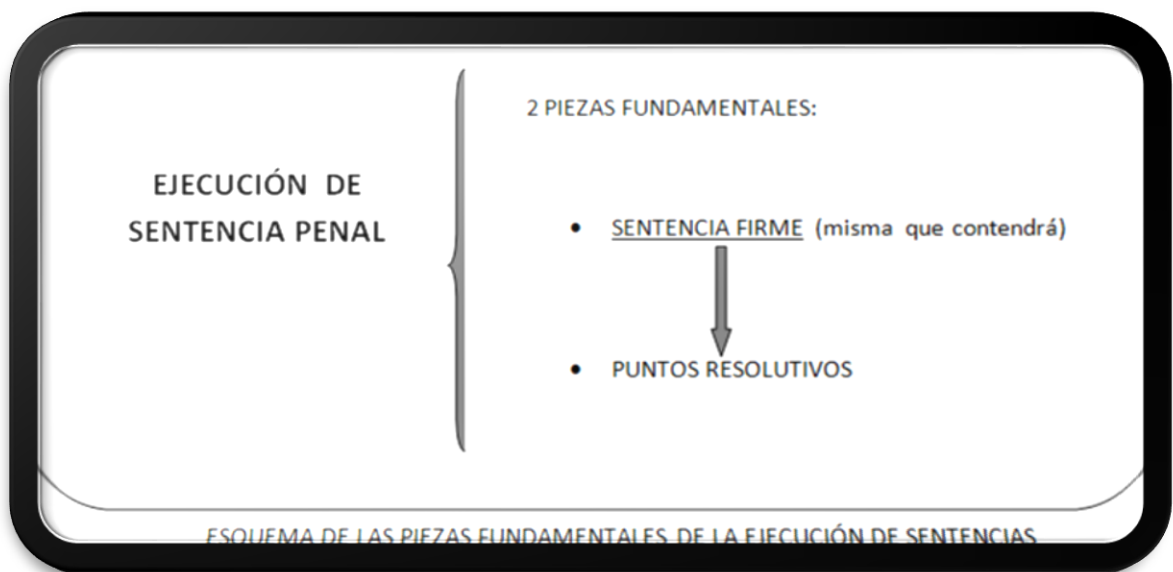 EJECUCIÓN DE
SENTENCIA PENAL
2 PIEZAS FUNDAMENTALES:
• SENTENCIA FIRME (misma que contendrá)
• PUNTOS RESOLUTIVOS
ESQUEMA DE LAS PIEZAS FUNDAMENTALES DE LA EJECUCIÓN DE SENTENCIAS